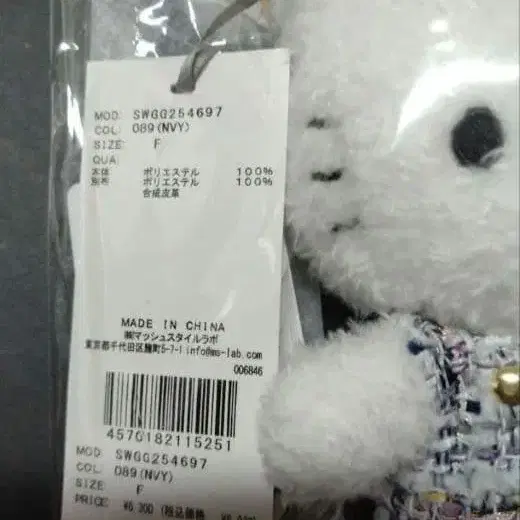 MOD: SWGG254697
COL: 089(NVY)
SIZE: F
QUA:
本体 ポリエステル 100%
別布 ポリエステル 100%
合成皮革
MADE IN CHINA
㈱マッシュスタイルラボ
東京都千代田区麹町5-7-1 info@ms-lab.com
006846
4570182115251
MOD: SWGG254697
COL: 089(NVY)
SIZE: F
PRICE: ¥6,300 (税込価格